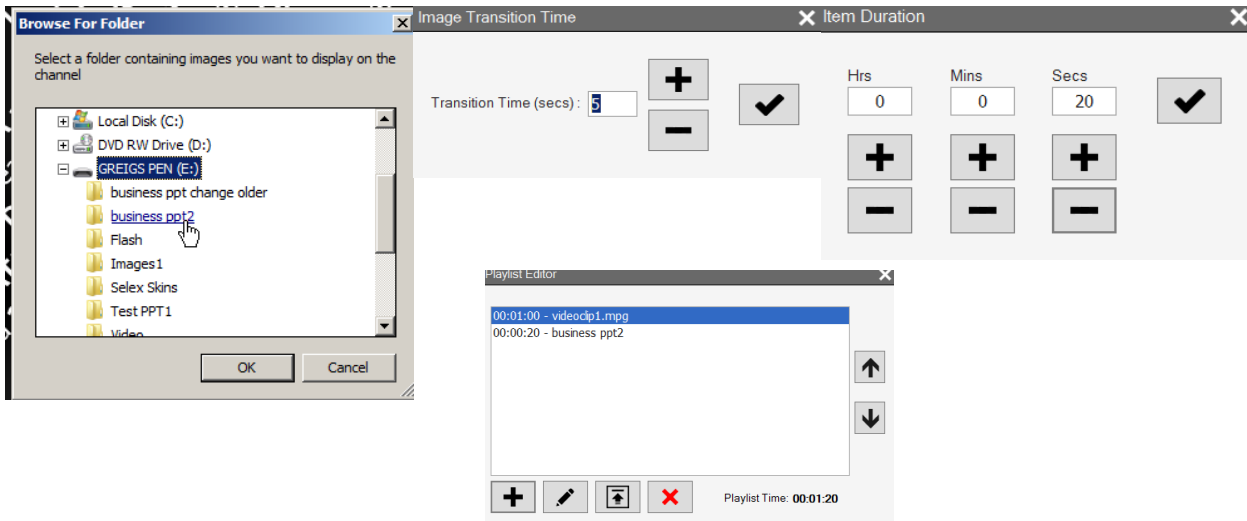 Browse For Folder
Select a folder containing images you want to display on the
channel
Local Disk (C:)
DVD RW Drive (D:)
GREIGS PEN (E:)
business ppt change older
business ppt2
Flash
Images1
Selex Skins
Test PPT1
Video
OK
Cancel
Image Transition Time
Transition Time (secs) : 5
Item Duration
Hrs Mins Secs
0 0 20
Playlist Editor
00:01:00 - videoclip1.mpg
00:00:20 - business ppt2
Playlist Time: 00:01:20